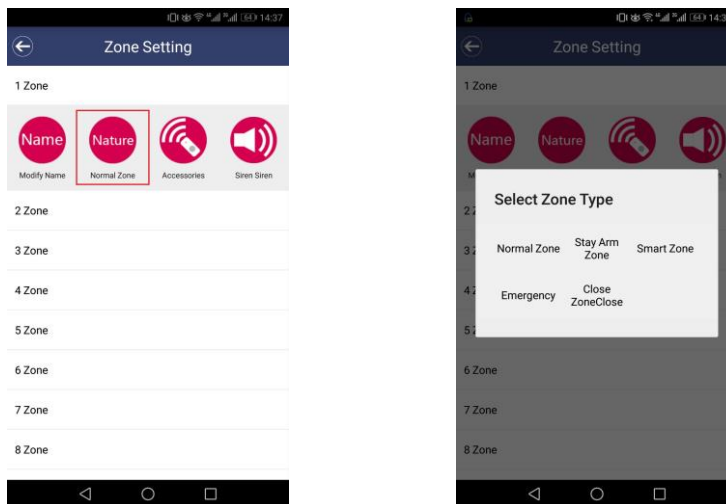 14:37
Zone Setting
1 Zone
Name
Nature
Modify Name
Normal Zone
Accessories
Siren Siren
2 Zone
3 Zone
4 Zone
5 Zone
6 Zone
7 Zone
8 Zone
14:3
Zone Setting
1 Zone
Name
Nature
Select Zone Type
Normal Zone
Stay Arm
Zone
Smart Zone
Emergency
Close
ZoneClose
6 Zone
7 Zone
8 Zone